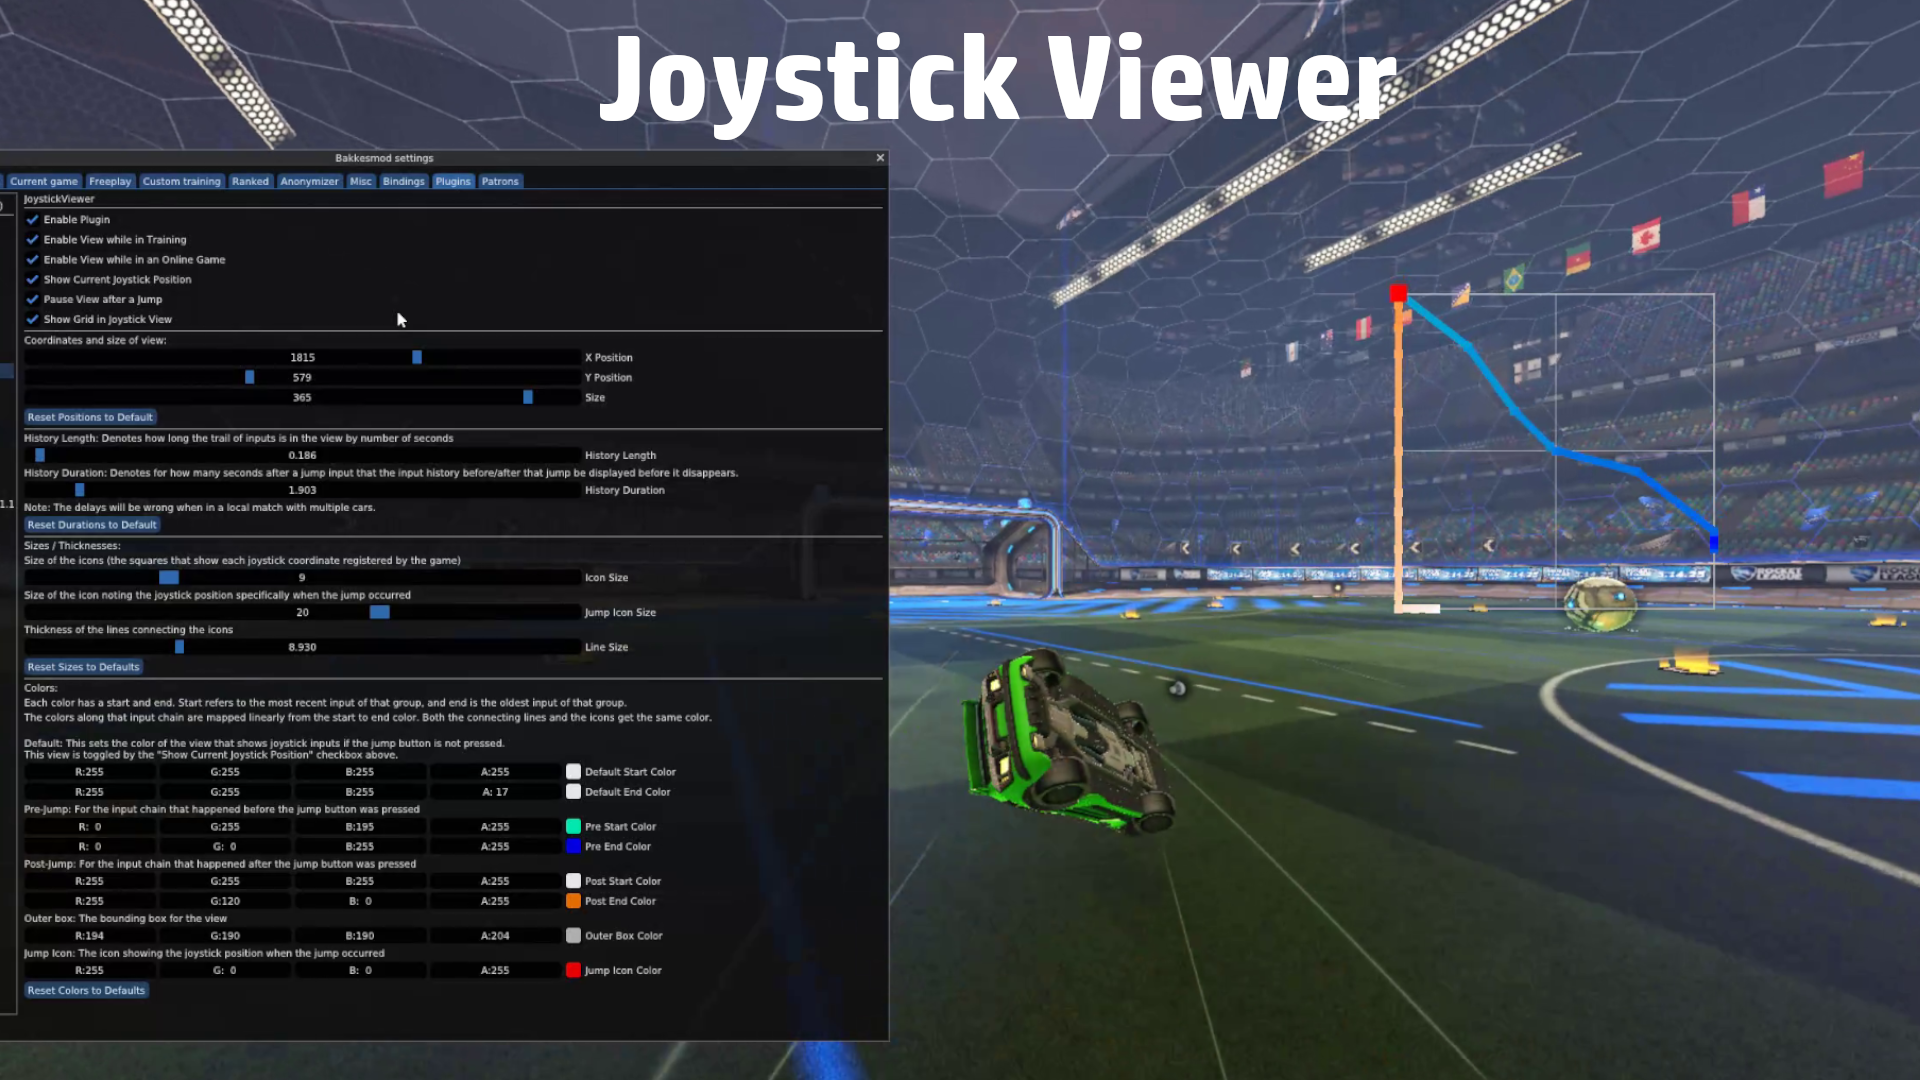 Joystick Viewer
Bakkesmod settings
Current game Freeplay Custom training Ranked Anonymizer Misc Bindings Plugins Patrons
JoystickViewer
Enable Plugin
Enable View while in Training
Enable View while in an Online Game
Show Current Joystick Position
Pause View after a Jump
Show Grid in Joystick View
Coordinates and size of view:
1815 X Position
579 Y Position
365 Size
Reset Positions to Default
History Length: Denotes how long the trail of inputs is in the view by number of seconds
0.186 History Length
History Duration: Denotes for how many seconds after a jump input that the input history before/after that jump be displayed before it disappears.
1.903 History Duration
1.1 Note: The delays will be wrong when in a local match with multiple cars.
Reset Durations to Default
Sizes / Thicknesses:
Size of the icons (the squares that show each joystick coordinate registered by the game)
9 Icon Size
Size of the icon noting the joystick position specifically when the jump occurred
20 Jump Icon Size
Thickness of the lines connecting the icons
8.930 Line Size
Reset Sizes to Defaults
Colors:
Each color has a start and end. Start refers to the most recent input of that group, and end is the oldest input of that group.
The colors along that input chain are mapped linearly from the start to end color. Both the connecting lines and the icons get the same color.
Default: This sets the color of the view that shows joystick inputs if the jump button is not pressed.
This view is toggled by the "Show Current Joystick Position" checkbox above.
R:255 G:255 B:255 A:255 Default Start Color
R:255 G:255 B:255 A: 17 Default End Color
Pre-Jump: For the input chain that happened before the jump button was pressed
R: 0 G:255 B:195 A:255 Pre Start Color
R: 0 G: 0 B:255 A:255 Pre End Color
Post-Jump: For the input chain that happened after the jump button was pressed
R:255 G:255 B:255 A:255 Post Start Color
R:255 G:120 B: 0 A:255 Post End Color
Outer box: The bounding box for the view
R:194 G:190 B:190 A:204 Outer Box Color
Jump Icon: The icon showing the joystick position when the jump occurred
R:255 G: 0 B: 0 A:255 Jump Icon Color
Reset Colors to Defaults
ROCKET LEAGUE